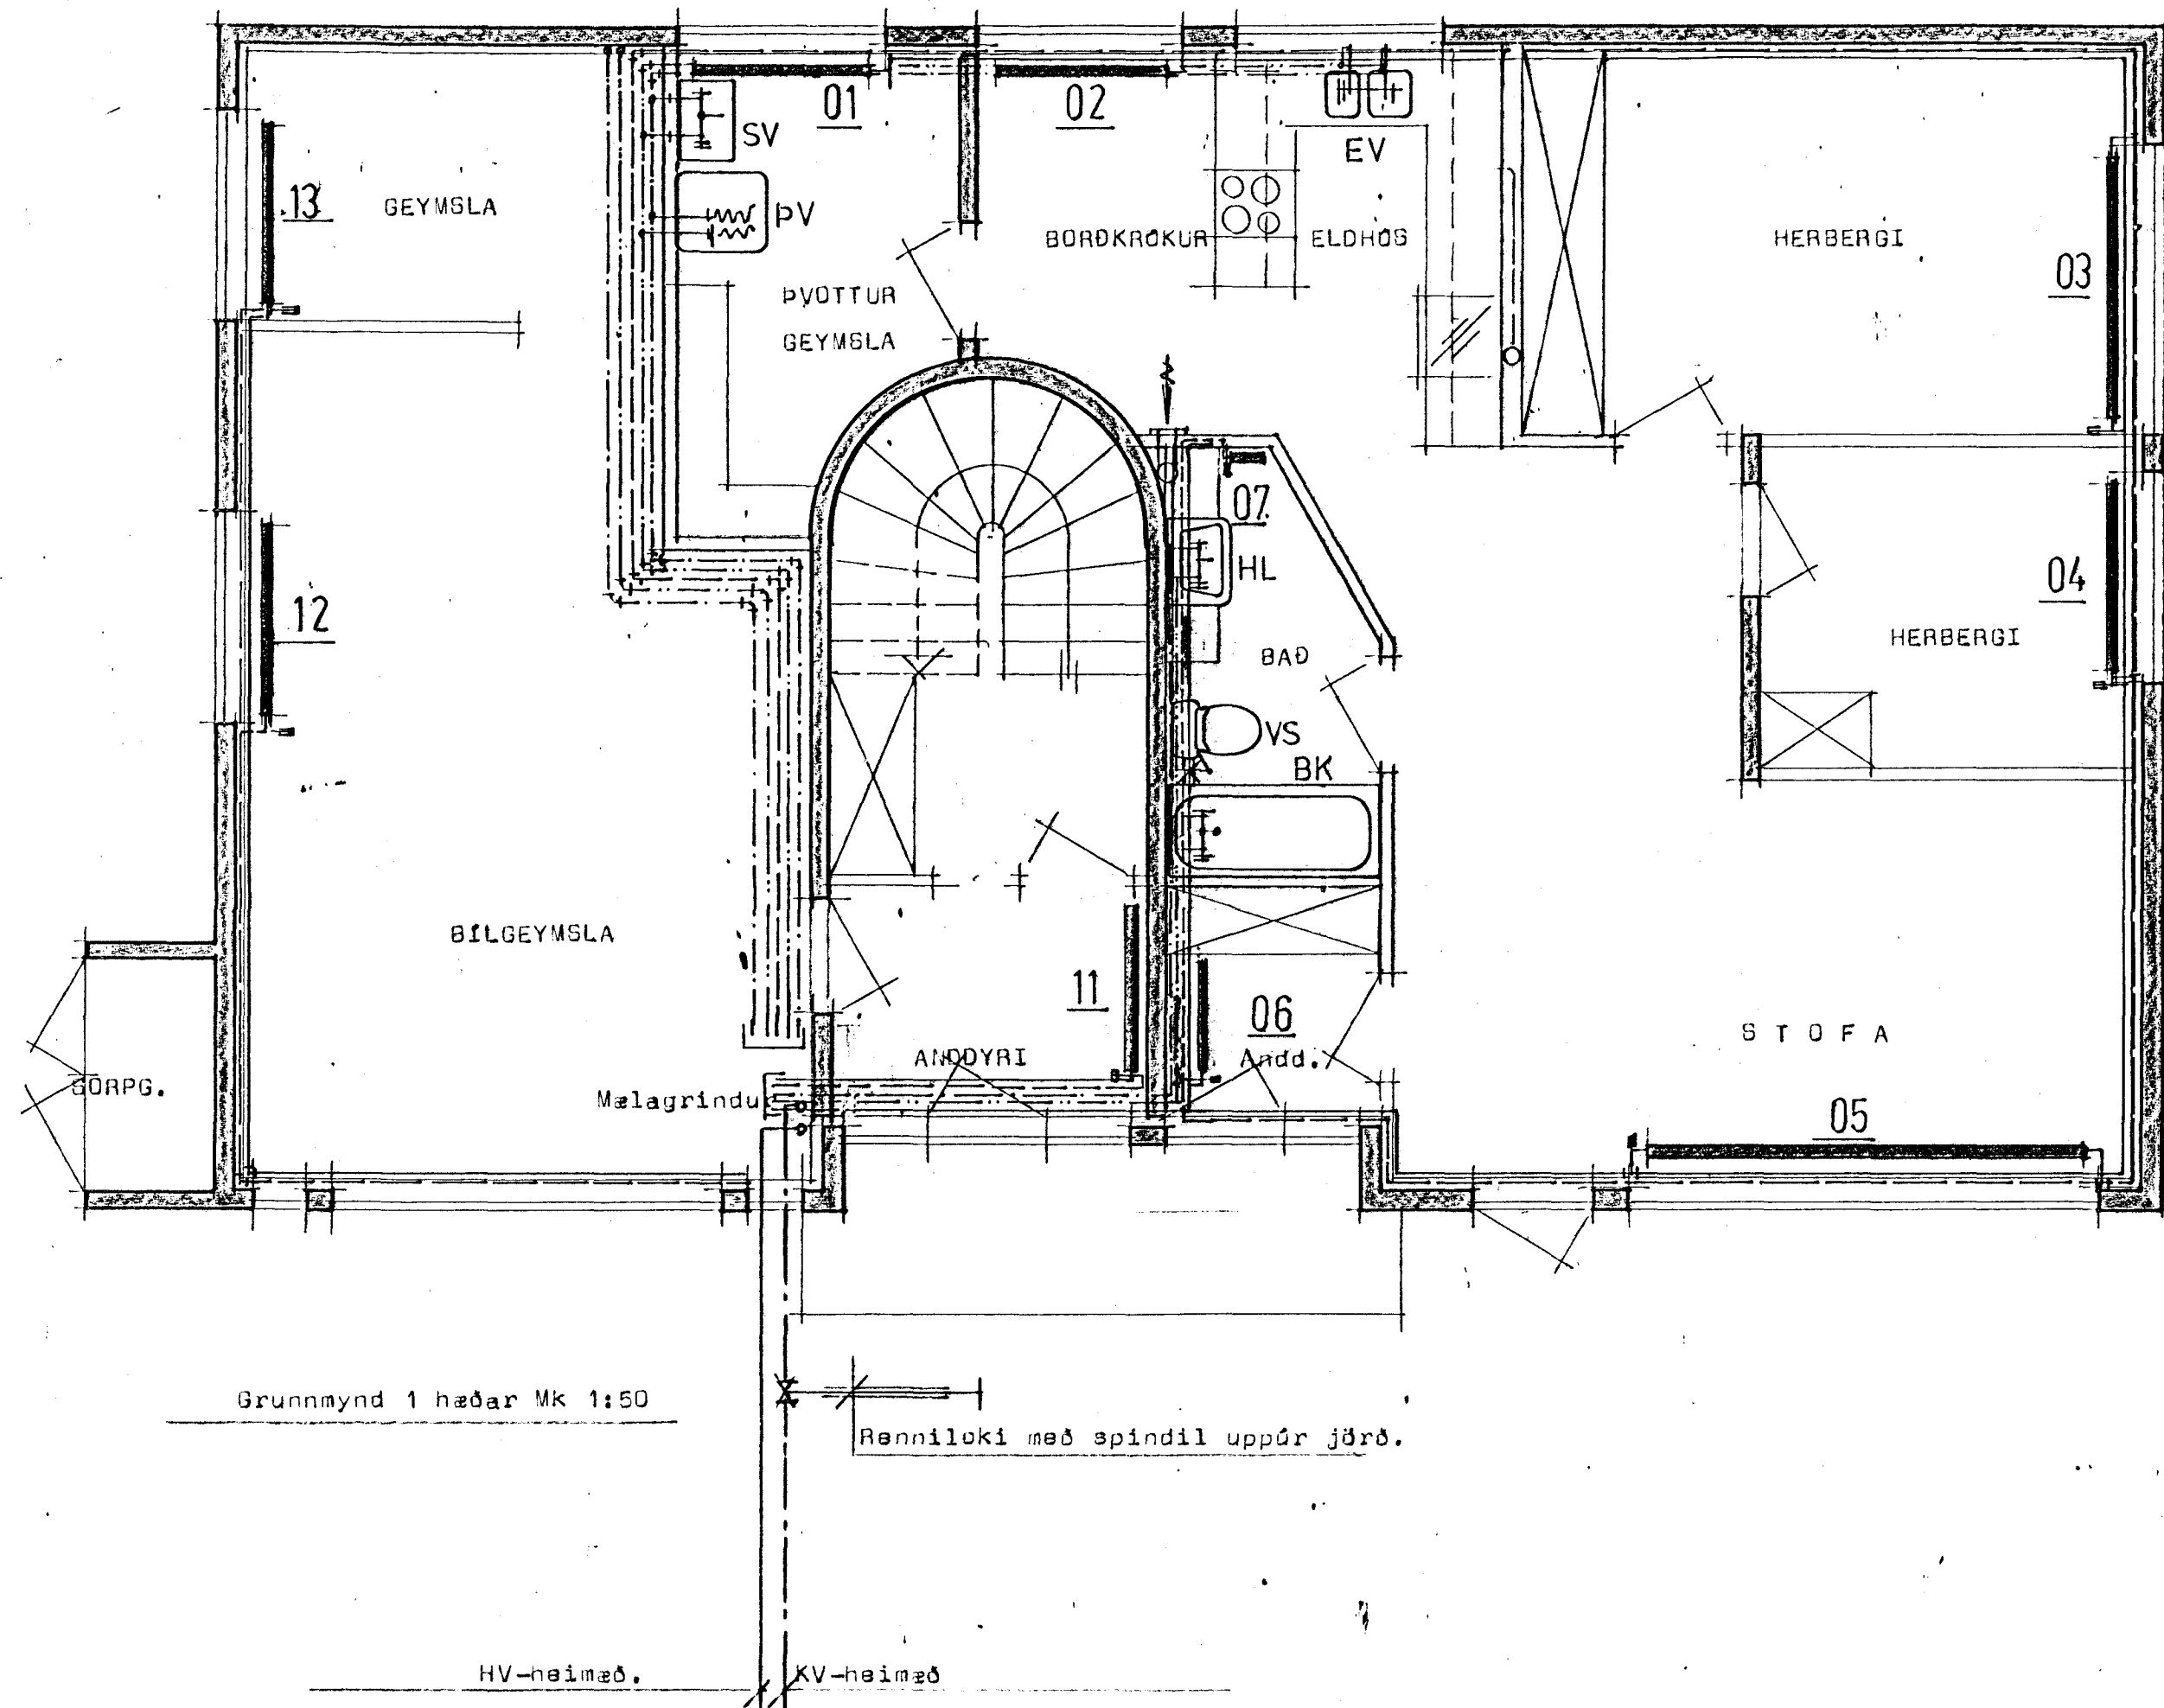 01
02
SV
EV
13
GEYMSLA
ÞV
BORÐKRÓKUR
ELDHÚS
HERBERGI
03
ÞVOTTUR
GEYMSLA
07
HL
04
12
HERBERGI
BAÐ
VS
BK
BÍLGEYMSLA
11
06
STOFA
ANDDYRI
Andd.
SORPG.
Mælagrindur
05
Grunnmynd 1 hæðar Mk 1:50
Renniloki með spindil uppúr jörð.
HV-heimæð.
KV-heimæð